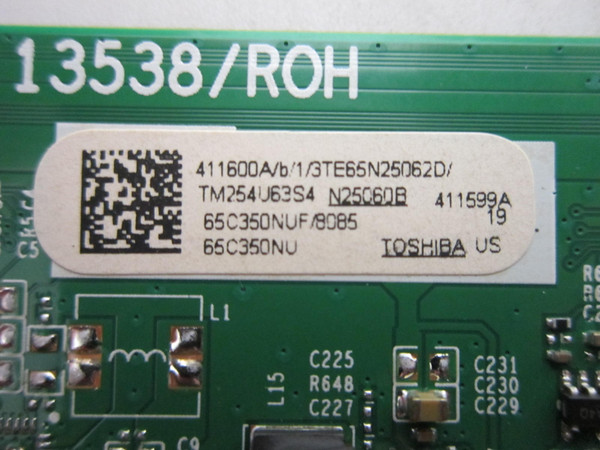 13538/ROH
411600A/b/1/3TE65N25062D/
TM254U63S4 N25060B 411599A
19
65C350NUF/8085
65C350NU TOSHIBA US
L1
C225
R648
C227
L15
C231
C230
C229
C9